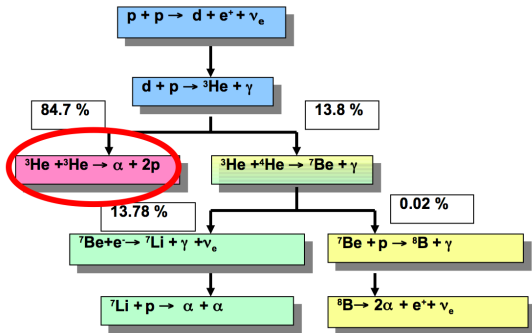 p + p → d + e⁺ + νₑ
d + p → ³He + γ
84.7 %
13.8 %
³He +³He → α + 2p
³He +⁴He → ⁷Be + γ
13.78 %
0.02 %
⁷Be+e⁻→ ⁷Li + γ +νₑ
⁷Be + p → ⁸B + γ
⁷Li + p → α + α
⁸B→ 2α + e⁺+ νₑ